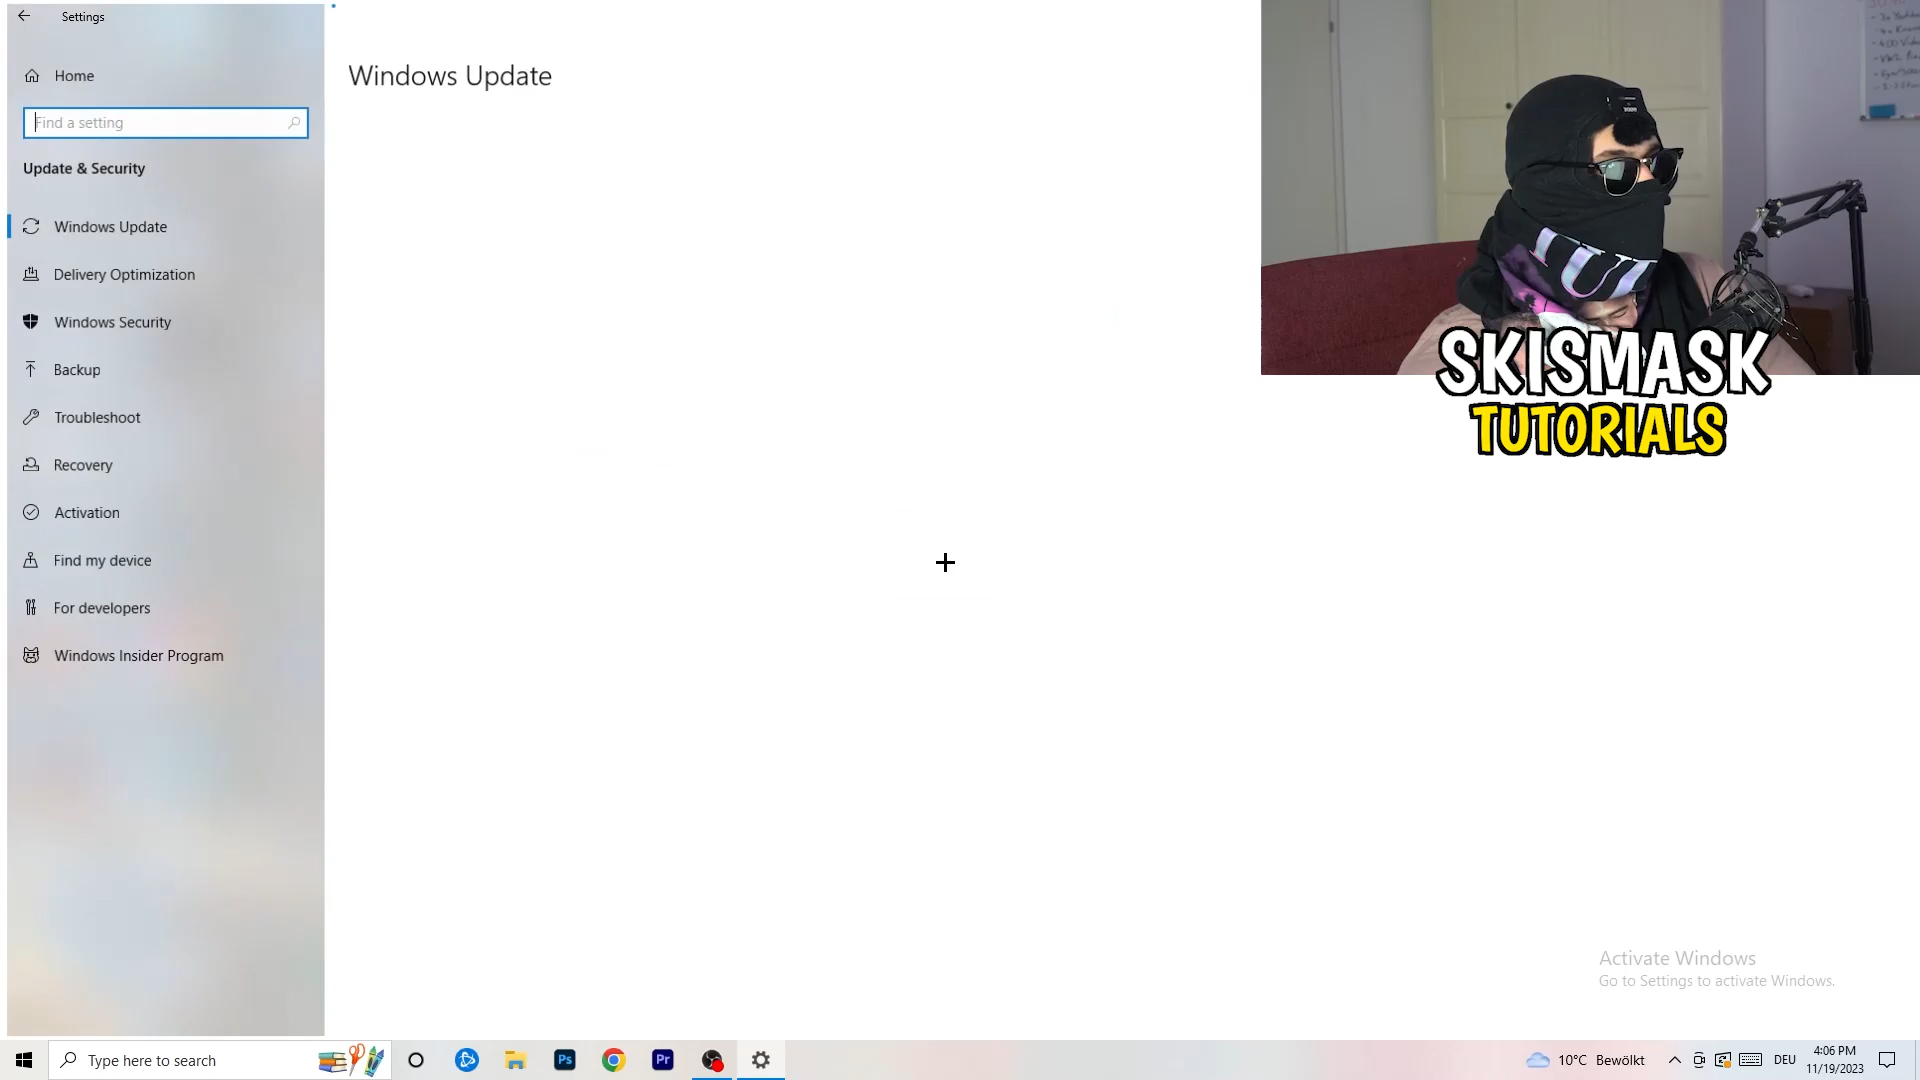 Settings
Home
Find a setting
Update & Security
Windows Update
Delivery Optimization
Windows Security
Backup
Troubleshoot
Recovery
Activation
Find my device
For developers
Windows Insider Program
Windows Update
SKISMASK
TUTORIALS
Activate Windows
Go to Settings to activate Windows.
Type here to search
Ps
Pr
10°C Bewölkt
DEU
4:06 PM
11/19/2023